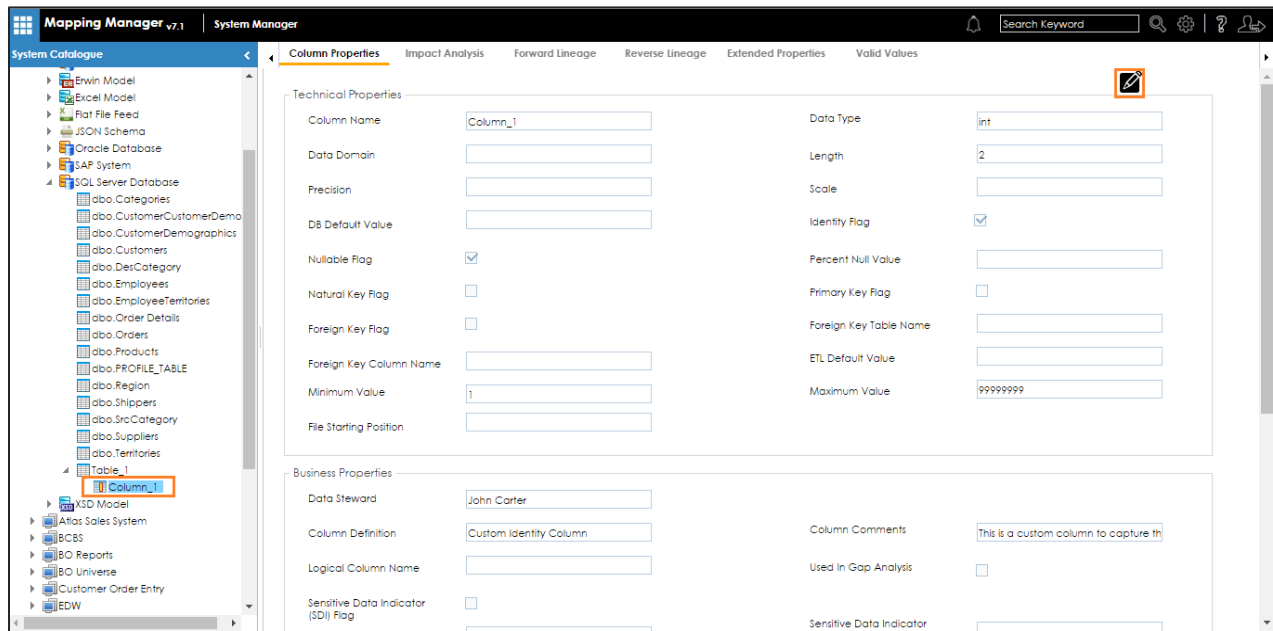 Mapping Manager v7.1 System Manager Search Keyword
System Catalogue
Column Properties Impact Analysis Forward Lineage Reverse Lineage Extended Properties Valid Values
Erwin Model
Excel Model
Flat File Feed
JSON Schema
Oracle Database
SAP System
SQL Server Database
dbo.Categories
dbo.CustomerCustomerDemo
dbo.CustomerDemographics
dbo.Customers
dbo.DesCategory
dbo.Employees
dbo.EmployeeTerritories
dbo.Order Details
dbo.Orders
dbo.Products
dbo.PROFILE_TABLE
dbo.Region
dbo.Shippers
dbo.SrcCategory
dbo.Suppliers
dbo.Territories
Table_1
Column_1
XSD Model
Atlas Sales System
BCBS
BO Reports
BO Universe
Customer Order Entry
EDW
Technical Properties
Column Name Column_1 Data Type int
Data Domain Length 2
Precision Scale
DB Default Value Identity Flag
Nullable Flag Percent Null Value
Natural Key Flag Primary Key Flag
Foreign Key Flag Foreign Key Table Name
Foreign Key Column Name ETL Default Value
Minimum Value 1 Maximum Value 99999999
File Starting Position
Business Properties
Data Steward John Carter
Column Definition Custom Identity Column Column Comments This is a custom column to capture th
Logical Column Name Used In Gap Analysis
Sensitive Data Indicator
(SDI) Flag
Sensitive Data Indicator